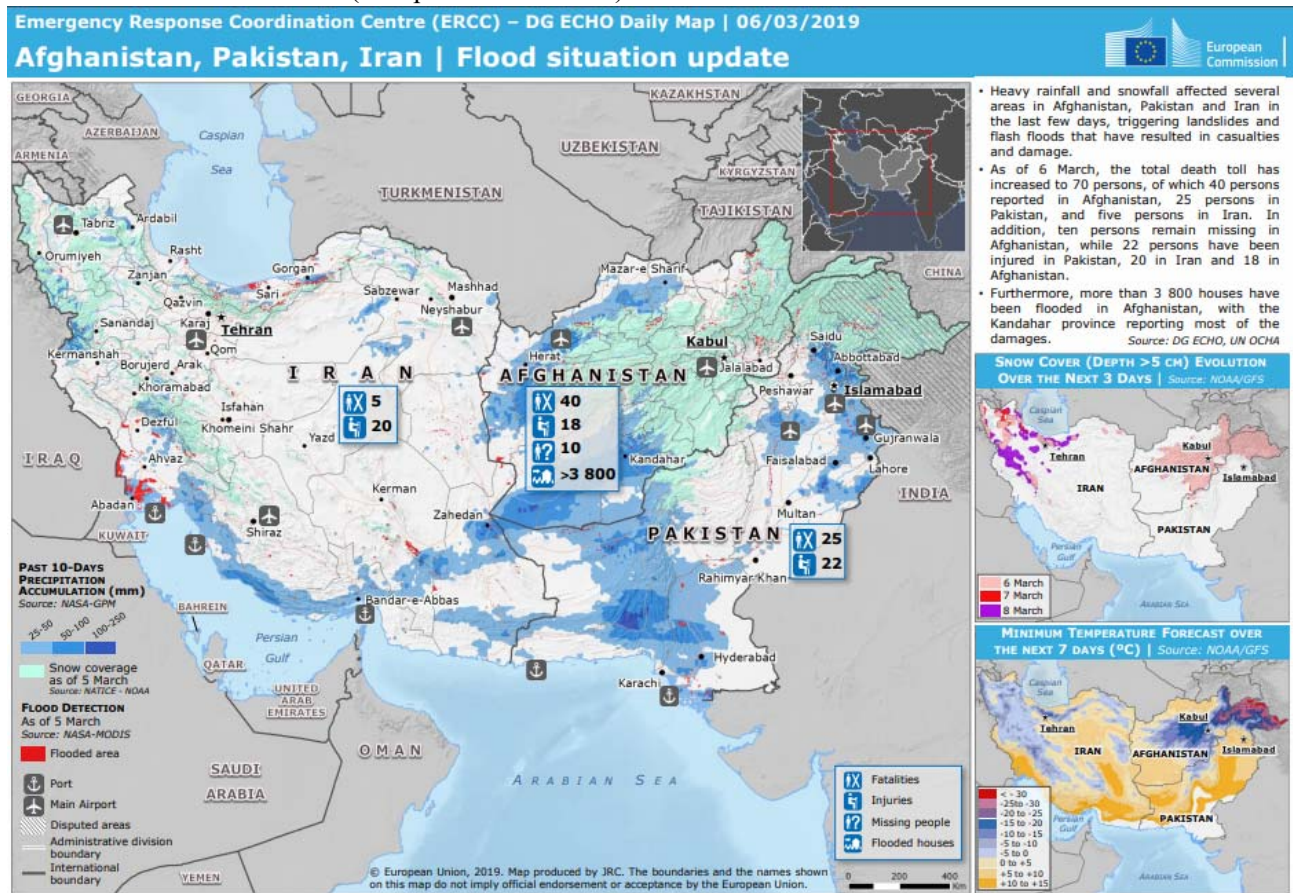 Emergency Response Coordination Centre (ERCC) – DG ECHO Daily Map | 06/03/2019
Afghanistan, Pakistan, Iran | Flood situation update
European
Commission
• Heavy rainfall and snowfall affected several
areas in Afghanistan, Pakistan and Iran in
the last few days, triggering landslides and
flash floods that have resulted in casualties
and damage.
• As of 6 March, the total death toll has
increased to 70 persons, of which 40 persons
reported in Afghanistan, 25 persons in
Pakistan, and five persons in Iran. In
addition, ten persons remain missing in
Afghanistan, while 22 persons have been
injured in Pakistan, 20 in Iran and 18 in
Afghanistan.
• Furthermore, more than 3 800 houses have
been flooded in Afghanistan, with the
Kandahar province reporting most of the
damages.
Source: DG ECHO, UN OCHA
GEORGIA
AZERBAIJAN
ARMENIA
Caspian
Sea
KAZAKHSTAN
UZBEKISTAN
KYRGYZSTAN
TURKMENISTAN
TAJIKISTAN
CHINA
Tabriz
Ardabil
Orumiyeh
Rasht
Zanjan
Gorgan
Sari
Qazvin
Karaj
Tehran
Sabzewar
Mashhad
Neyshabur
Mazar-e Sharif
Sanandaj
Qom
Kermanshah
Borujerd
Arak
Khoramabad
IRAN
Herat
AFGHANISTAN
Kabul
Jalalabad
Saidu
Abbottabad
Peshawar
Islamabad
5
20
40
18
10
>3 800
Isfahan
Dezful
Khomeini Shahr
Yazd
Gujranwala
Faisalabad
Lahore
Kandahar
IRAQ
Ahvaz
Abadan
Kerman
Zahedan
Multan
INDIA
KUWAIT
Shiraz
PAKISTAN
25
22
Rahimyar Khan
Bandar-e-Abbas
BAHREIN
Persian
Gulf
QATAR
UNITED
ARAB
EMIRATES
Hyderabad
Karachi
OMAN
SAUDI
ARABIA
ARABIAN SEA
YEMEN
PAST 10-DAYS
PRECIPITATION
ACCUMULATION (mm)
Source: NASA-GPM
25-50 50-100 100-250
Snow coverage
as of 5 March
Source: NATICE - NOAA
FLOOD DETECTION
As of 5 March
Source: NASA-MODIS
Flooded area
Port
Main Airport
Disputed areas
Administrative division
boundary
International
boundary
Fatalities
Injuries
Missing people
Flooded houses
© European Union, 2019. Map produced by JRC. The boundaries and the names shown
on this map do not imply official endorsement or acceptance by the European Union.
0 200 400
Km
SNOW COVER (DEPTH >5 CM) EVOLUTION
OVER THE NEXT 3 DAYS | Source: NOAA/GFS
Caspian
Sea
Tehran
Kabul
AFGHANISTAN
Islamabad
IRAN
PAKISTAN
Persian
Gulf
ARABIAN SEA
6 March
7 March
8 March
MINIMUM TEMPERATURE FORECAST OVER
THE NEXT 7 DAYS (ºC) | Source: NOAA/GFS
Caspian
Sea
Tehran
Kabul
IRAN
AFGHANISTAN
Islamabad
PAKISTAN
Persian
Gulf
ARABIAN SEA
< - 30
-25to -30
-20 to -25
-15 to -20
-10 to -15
-5 to -10
-5 to 0
0 to +5
+5 to +10
+10 to +15